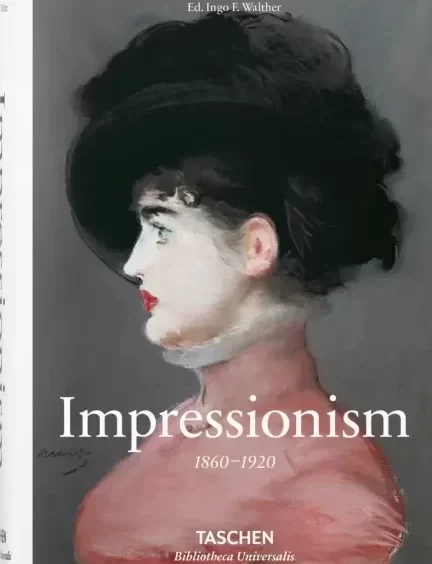 Ed. Ingo F. Walther
Impressionism
1860–1920
TASCHEN
Bibliotheca Universalis